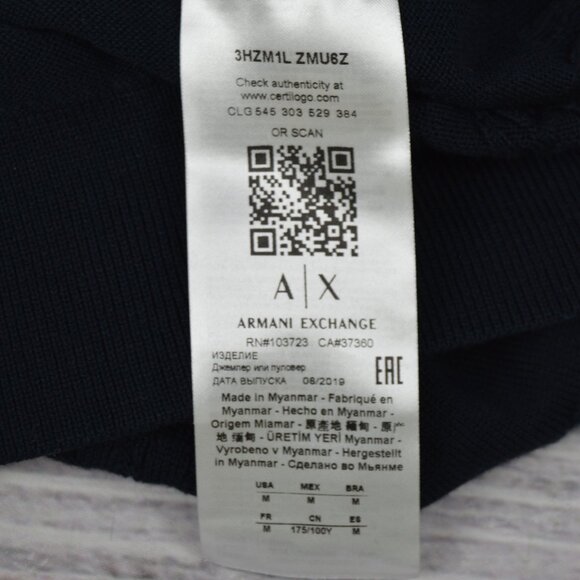 3HZM1L ZMU6Z
Check authenticity at
www.certilogo.com
CLG 545 303 529 384
OR SCAN
A|X
ARMANI EXCHANGE
RN#103723 CA#37360
ИЗДЕЛИЕ
Джемпер или пуловер
ДАТА ВЫПУСКА 06/2019
EAC
Made in Myanmar - Fabriqué en
Myanmar - Hecho en Myanmar -
Origem Miamar - 原產地 緬甸 - 原产
地 缅甸 - ÜRETİM YERİ Myanmar -
Vyrobeno v Myanmar - Hergestellt
in Myanmar - Сделано во Мьянме
USA MEX BRA
M M M
FR CN ES
M 175/100Y M